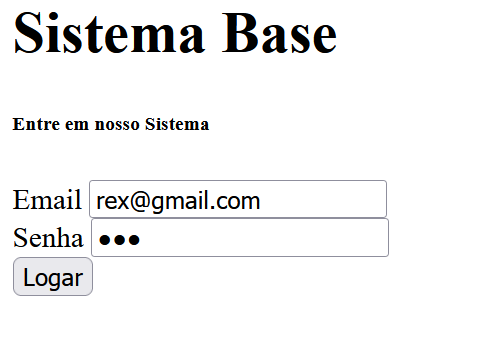 Sistema Base
Entre em nosso Sistema
Email rex@gmail.com
Senha •••
Logar